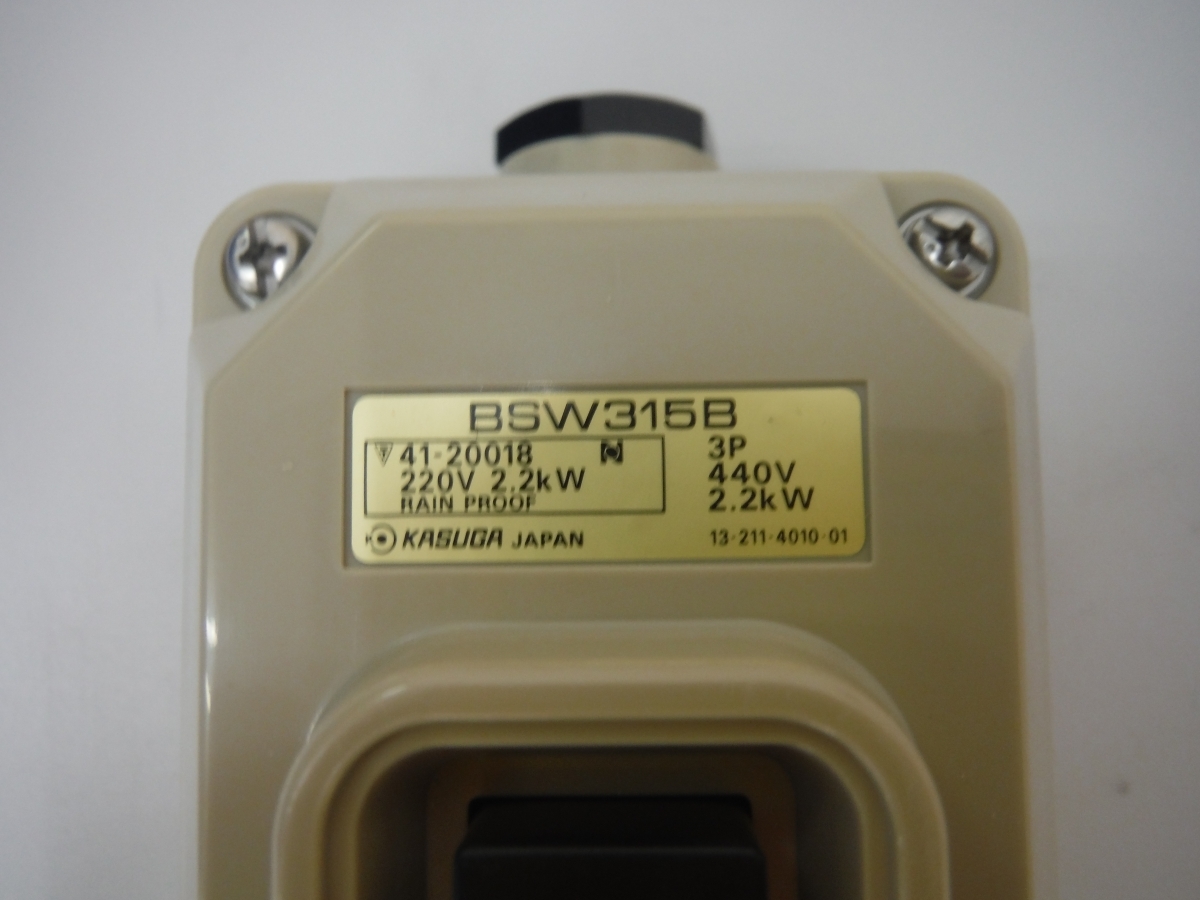 BSW315B
41-20018
220V 2.2kW
RAIN PROOF
3P
440V
2.2kW
KASUGA JAPAN
13-211-4010-01